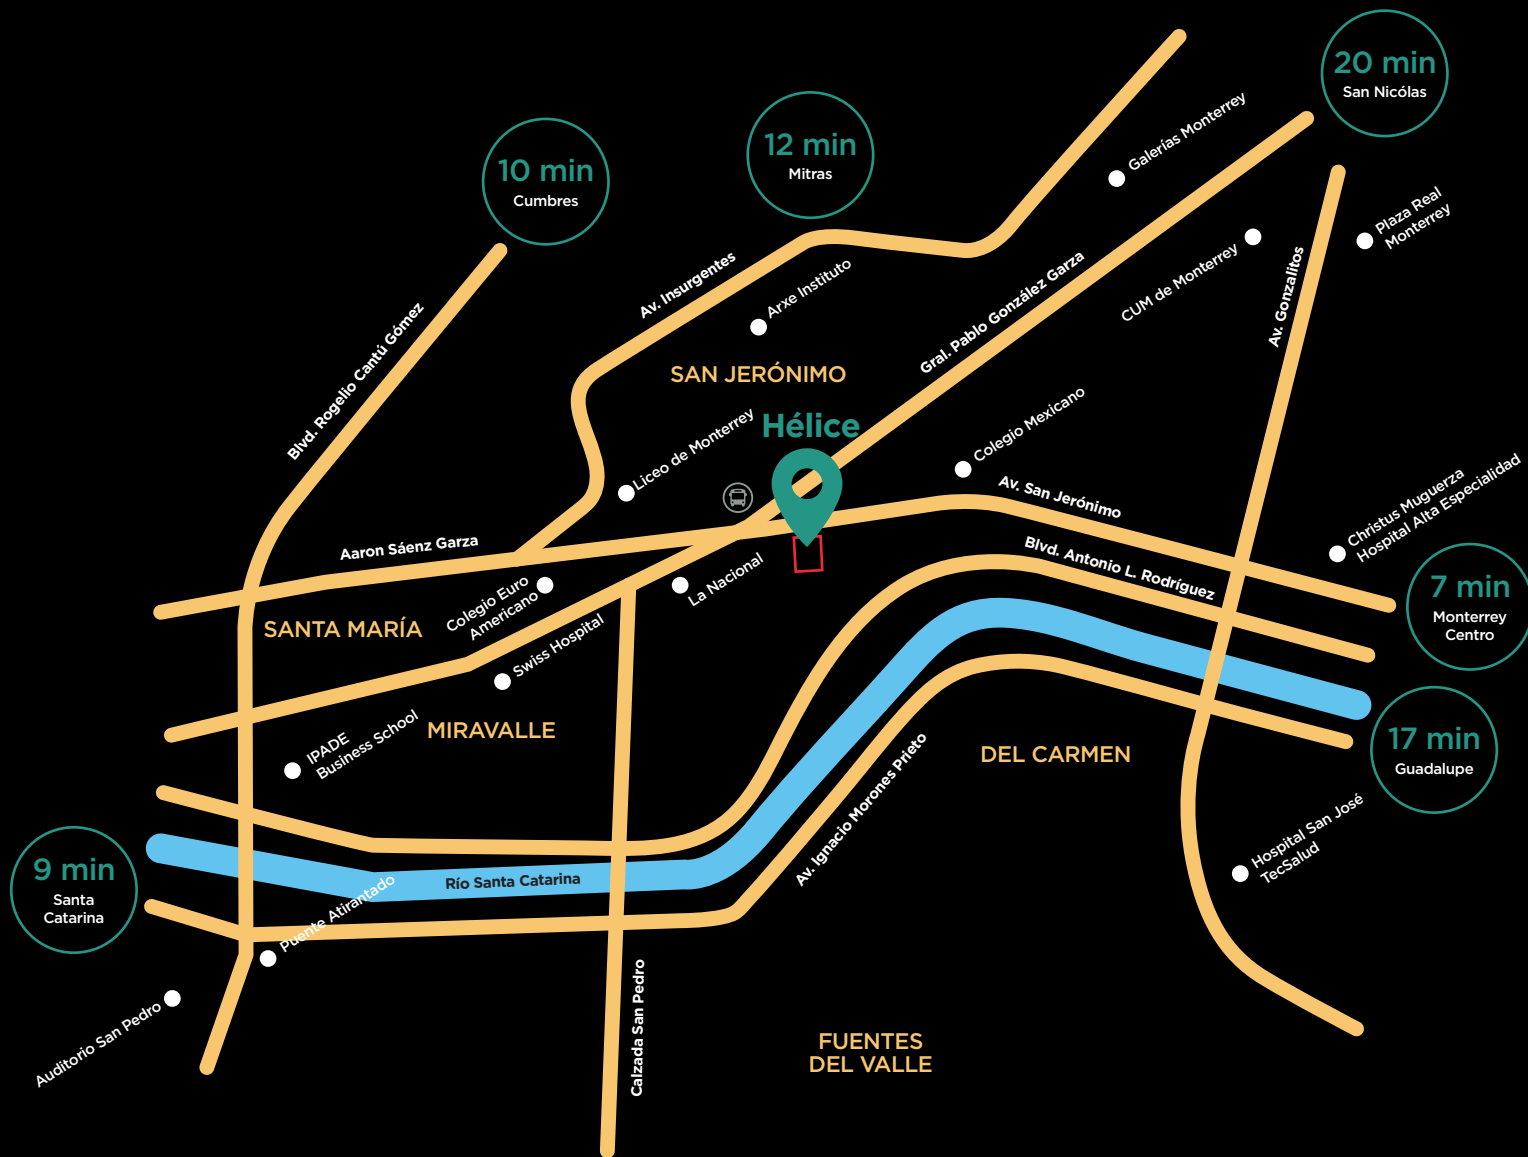 20 min
San Nicólas
12 min
Mitras
10 min
Cumbres
Galerías Monterrey
Plaza Real
Monterrey
CUM de Monterrey
Av. Gonzalitos
Av. Insurgentes
Arxe Instituto
Gral. Pablo González Garza
Blvd. Rogelio Cantú Gómez
SAN JERÓNIMO
Hélice
Liceo de Monterrey
Colegio Mexicano
Av. San Jerónimo
Christus Muguerza
Hospital Alta Especialidad
Aaron Sáenz Garza
Blvd. Antonio L. Rodríguez
La Nacional
Colegio Euro
Americano
7 min
Monterrey
Centro
SANTA MARÍA
Swiss Hospital
MIRAVALLE
IPADE
Business School
DEL CARMEN
17 min
Guadalupe
Av. Ignacio Morones Prieto
Hospital San José
TecSalud
9 min
Santa
Catarina
Río Santa Catarina
Puente Atirantado
Auditorio San Pedro
Calzada San Pedro
FUENTES
DEL VALLE